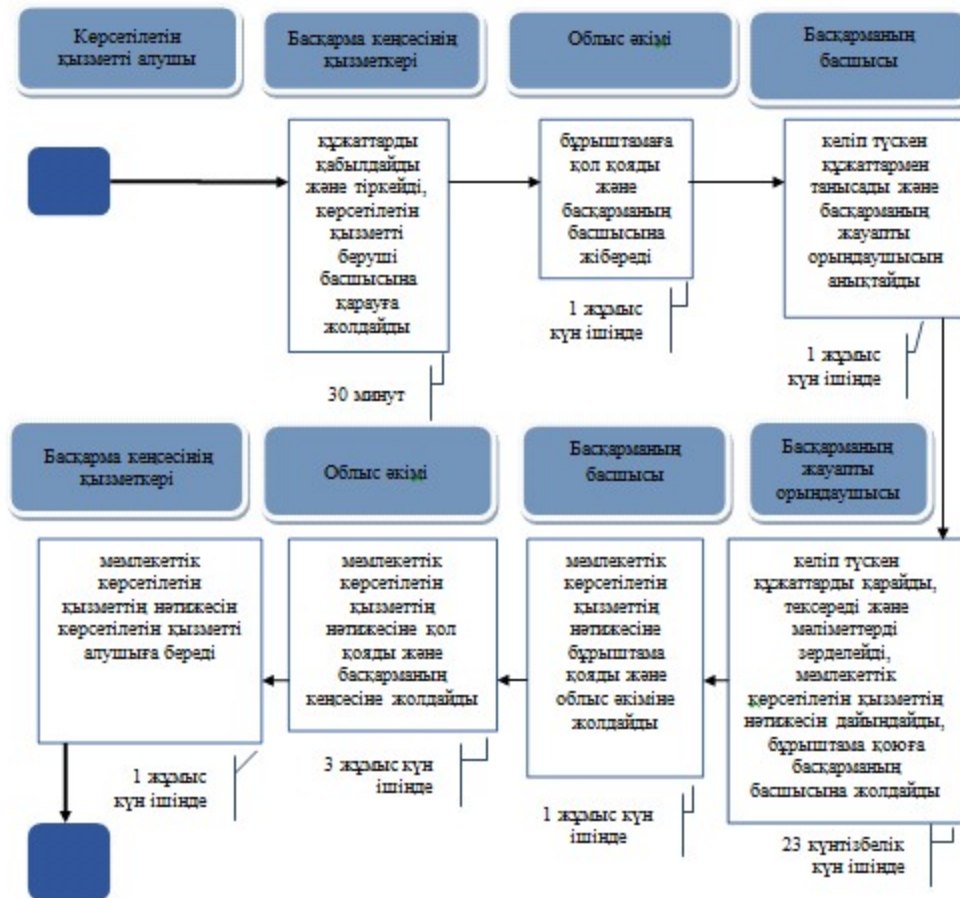 Көрсетілетін
қызметті алушы
Басқарма кеңсесінің
қызметкері
Облыс әкімі
Басқарманың
басшысы
құжаттарды
қабылдайды
және тіркейді,
көрсетілетін
қызметті
беруші
басшысына
қарауға
жолдайды
30 минут
бұрыштамаға
қол қояды
және
басқарманың
басшысына
жібереді
1 жұмыс
күн ішінде
келіп түскен
құжаттармен
танысады және
басқарманың
жауапты
орындаушысын
анықтайды
1 жұмыс
күн ішінде
Басқарма кеңсесінің
қызметкері
Облыс әкімі
Басқарманың
басшысы
Басқарманың
жауапты
орындаушысы
мемлекеттік
көрсетілетін
қызметтің нәтижесін
көрсетілетін қызметті
алушыға береді
1 жұмыс
күн ішінде
мемлекеттік
көрсетілетін
қызметтің
нәтижесіне қол
қояды және
басқарманың
кеңсесіне жолдайды
3 жұмыс күн
ішінде
мемлекеттік
көрсетілетін
қызметтің
нәтижесіне
бұрыштама
қояды және
облыс әкіміне
жолдайды
1 жұмыс күн
ішінде
келіп түскен
құжаттарды қарайды,
тексереді және
мәліметтерді
зерделейді,
мемлекеттік
көрсетілетін қызметтің
нәтижесін дайындайды,
бұрыштама қоюға
басқарманың
басшысына жолдайды
23 күнтізбелік
күн ішінде